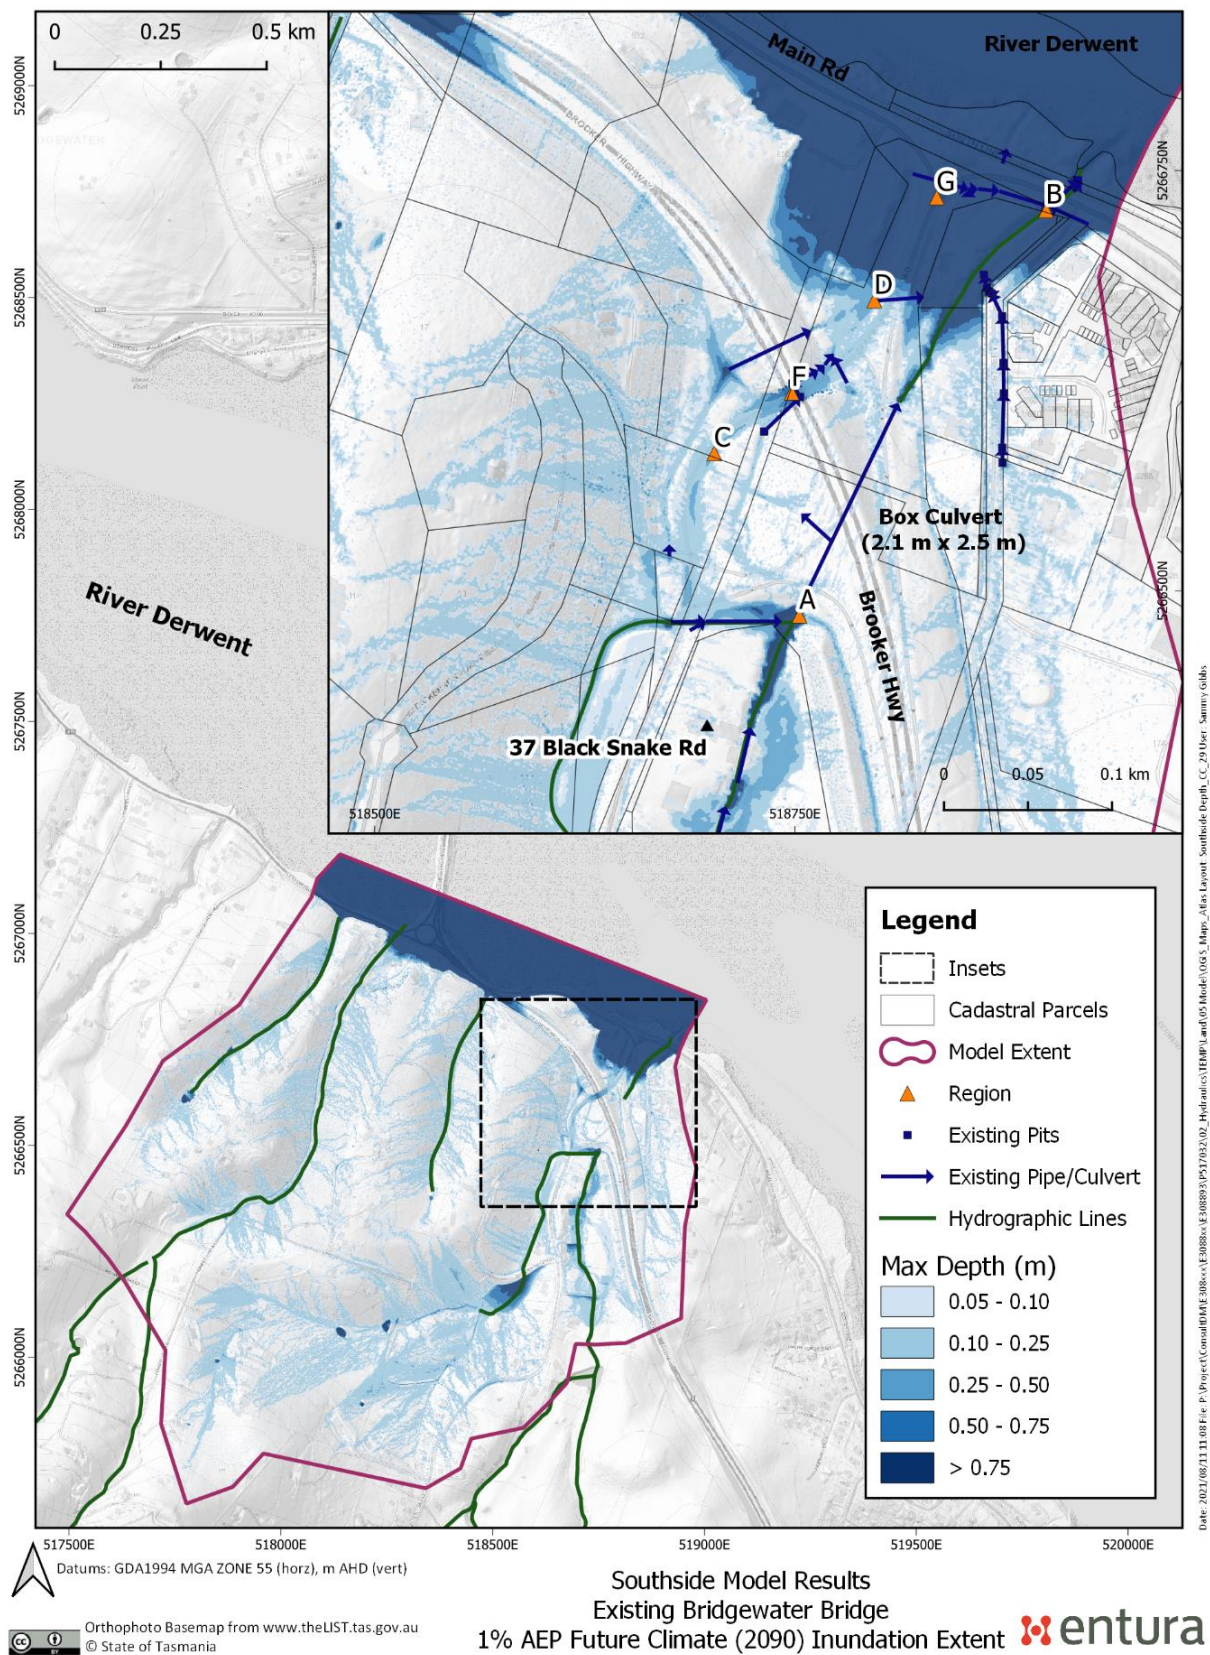 0 0.25 0.5 km
River Derwent
Main Rd
BROOKER HIGHWAY
G
B
D
F
C
Box Culvert
(2.1 m x 2.5 m)
A
Brooker Hwy
37 Black Snake Rd
0 0.05 0.1 km
518500E
518750E
5266750N
5266500N
River Derwent
5269000N
5268500N
5268000N
5267500N
5267000N
5266500N
5266000N
Legend
Insets
Cadastral Parcels
Model Extent
Region
Existing Pits
Existing Pipe/Culvert
Hydrographic Lines
Max Depth (m)
0.05 - 0.10
0.10 - 0.25
0.25 - 0.50
0.50 - 0.75
> 0.75
517500E 518000E 518500E 519000E 519500E 520000E
Datums: GDA1994 MGA ZONE 55 (horz), m AHD (vert)
Orthophoto Basemap from www.theLIST.tas.gov.au
© State of Tasmania
cc BY
Southside Model Results
Existing Bridgewater Bridge
1% AEP Future Climate (2090) Inundation Extent
entura